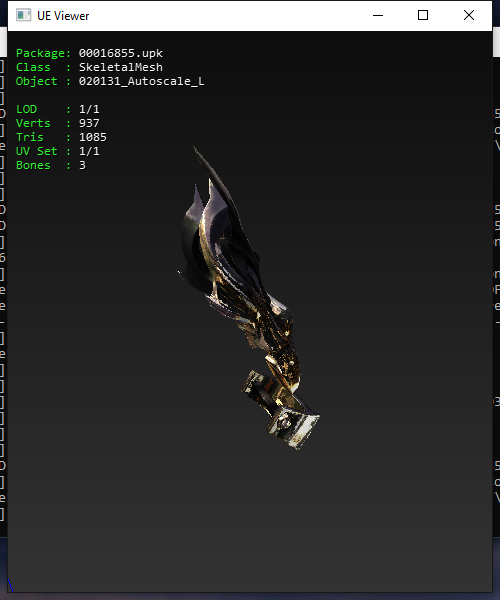 UE Viewer
Package: 00016855.upk
Class : SkeletalMesh
Object : 020131_Autoscale_L
LOD : 1/1
Verts : 937
Tris : 1085
UV Set : 1/1
Bones : 3